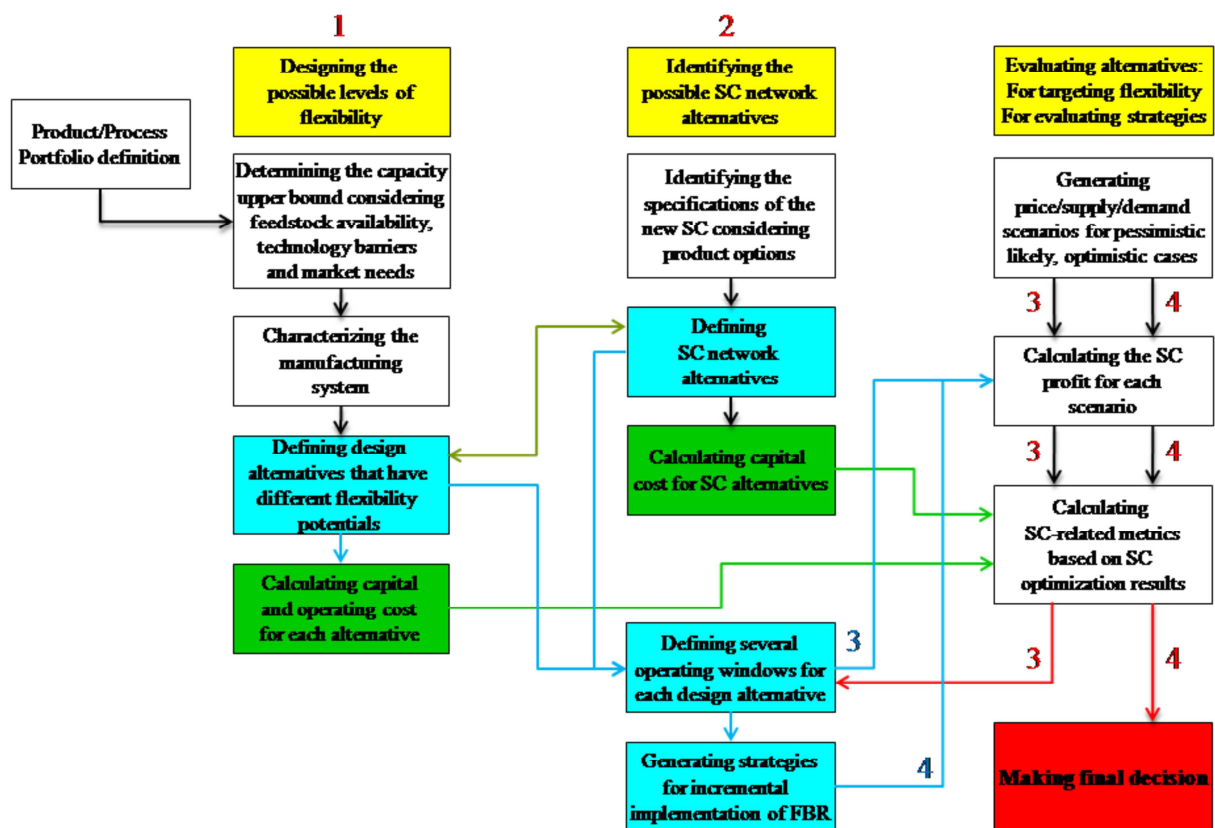 1
2
Designing the
possible levels of
flexibility
Identifying the
possible SC network
alternatives
Evaluating alternatives:
For targeting flexibility
For evaluating strategies
Product/Process
Portfolio definition
Determining the capacity
upper bound considering
feedstock availability,
technology barriers
and market needs
Identifying the
specifications of the
new SC considering
product options
Generating
price/supply/demand
scenarios for pessimistic
likely, optimistic cases
3
4
Characterizing the
manufacturing
system
Defining
SC network
alternatives
Calculating the SC
profit for each
scenario
3
4
Defining design
alternatives that have
different flexibility
potentials
Calculating capital
cost for SC alternatives
Calculating
SC-related metrics
based on SC
optimization results
Calculating capital
and operating cost
for each alternative
Defining several
operating windows for
each design alternative
3
3
4
Generating strategies
for incremental
implementation of FBR
4
Making final decision